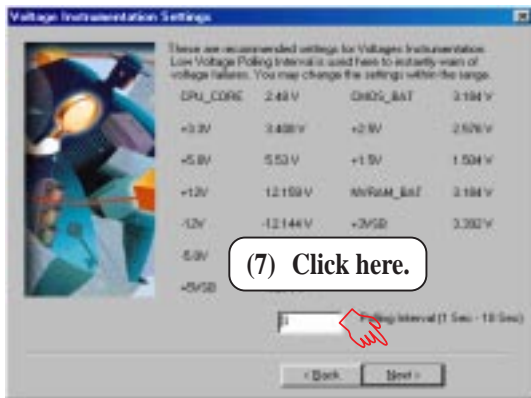 Voltage Instrumentation Settings
These are recommended settings for Voltages Instrumentation.
Low Voltage Polling Interval is used here to instantly warn of
voltage failures. You may change the settings within the range.
CPU_CORE 2.48 V CMOS_BAT 3.184 V
+3.3V 3.408 V +2.5V 2.576 V
+5.0V 5.53 V +1.5V 1.504 V
+12V 12.159 V NVRAM_BAT 3.184 V
-12V -12.144 V +3VSB 3.392 V
-5.0V
(7) Click here.
+5VSB
Polling Interval (1 Sec - 10 Sec)
< Back Next >